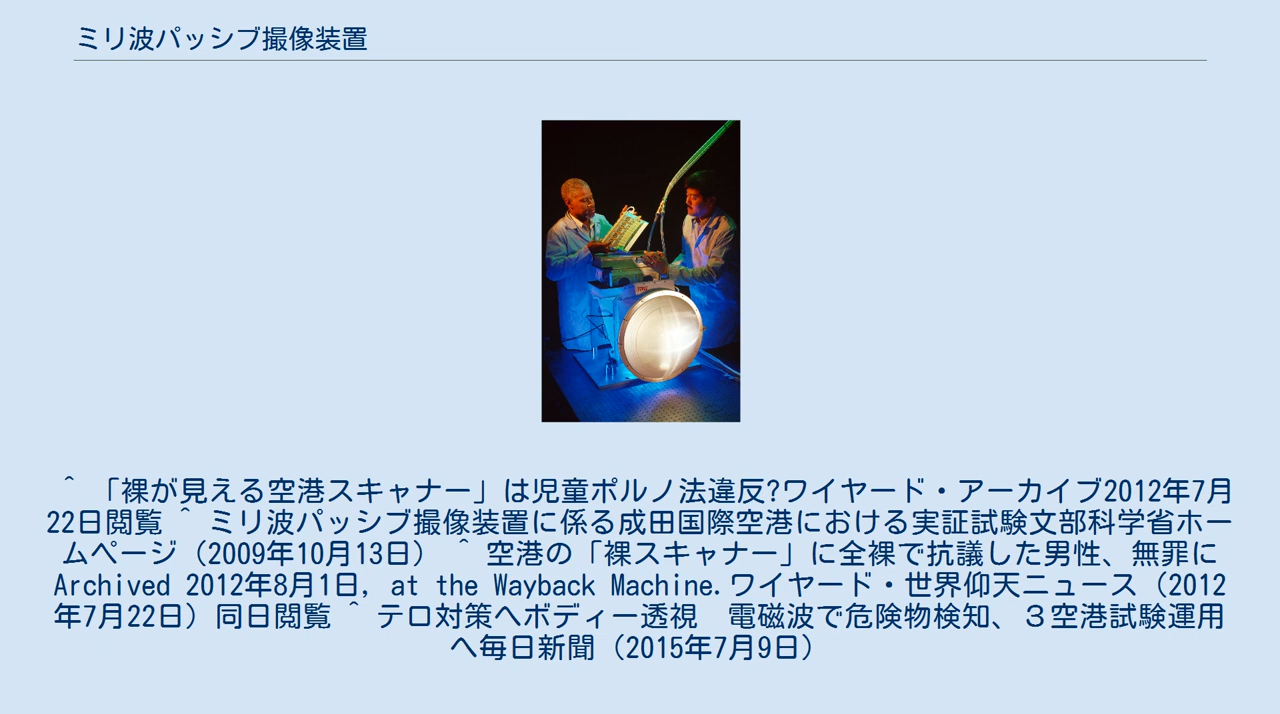 ミリ波パッシブ撮像装置
^ 「裸が見える空港スキャナー」は児童ポルノ法違反?ワイヤード・アーカイブ2012年7月
22日閲覧 ^ ミリ波パッシブ撮像装置に係る成田国際空港における実証試験文部科学省ホー
ムページ（2009年10月13日） ^ 空港の「裸スキャナー」に全裸で抗議した男性、無罪に
Archived 2012年8月1日, at the Wayback Machine.ワイヤード・世界仰天ニュース（2012
年7月22日）同日閲覧 ^ テロ対策へボディー透視　電磁波で危険物検知、３空港試験運用
へ毎日新聞（2015年7月9日）